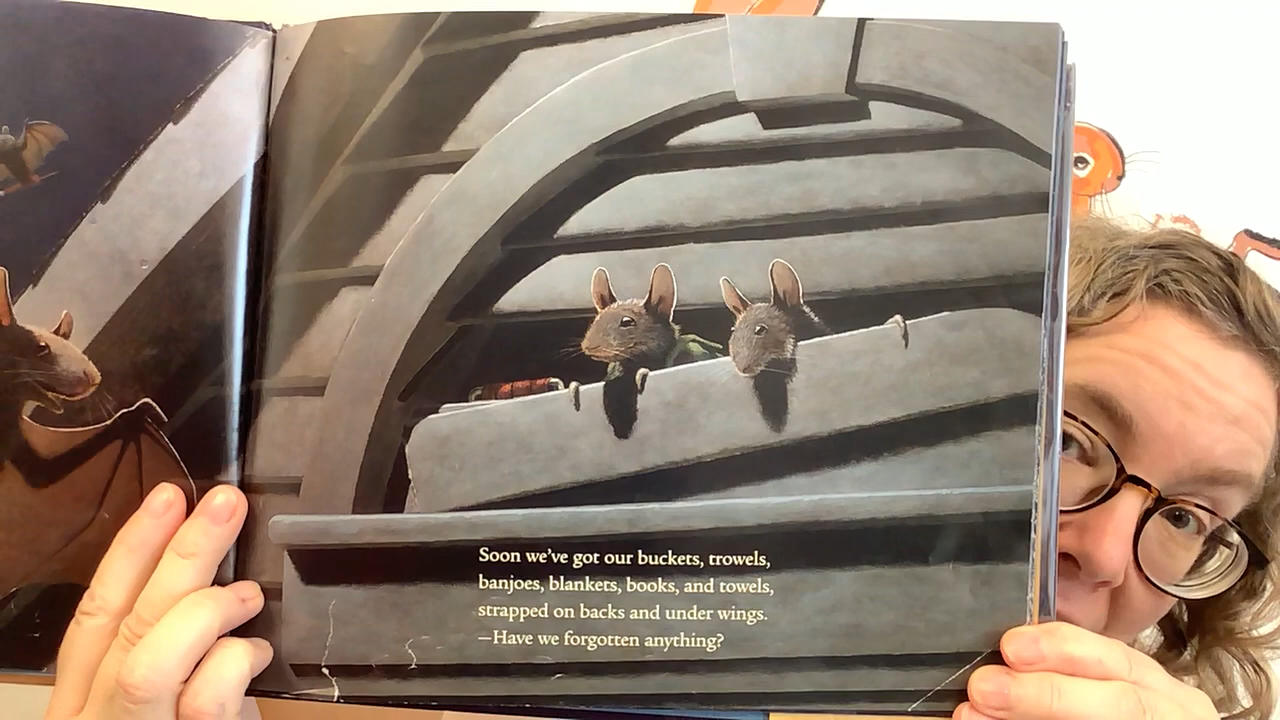 Soon we've got our buckets, trowels,
banjoes, blankets, books, and towels,
strapped on backs and under wings.
—Have we forgotten anything?